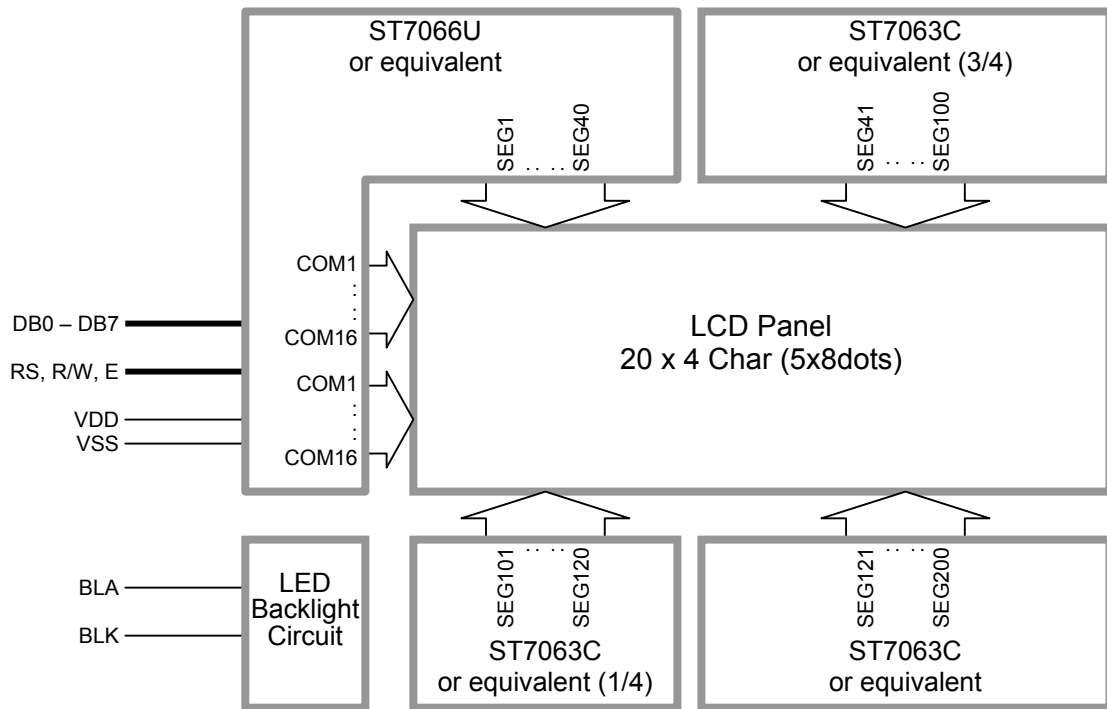 ST7066U
or equivalent
SEG1 .. .. SEG40
ST7063C
or equivalent (3/4)
SEG41 .. .. SEG100
COM1
COM16
COM1
COM16
DB0 – DB7
RS, R/W, E
VDD
VSS
LCD Panel
20 x 4 Char (5x8dots)
BLA
BLK
LED
Backlight
Circuit
SEG101 .. .. SEG120
ST7063C
or equivalent (1/4)
SEG121 .. .. SEG200
ST7063C
or equivalent